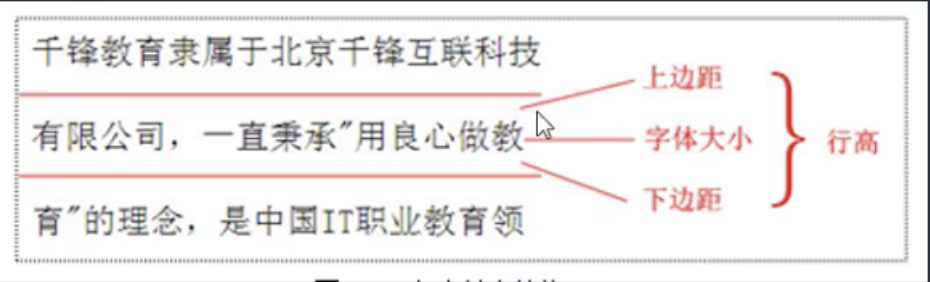 千锋教育隶属于北京千锋互联科技
有限公司，一直秉承"用良心做教
育"的理念，是中国IT职业教育领
上边距
字体大小
下边距
行高